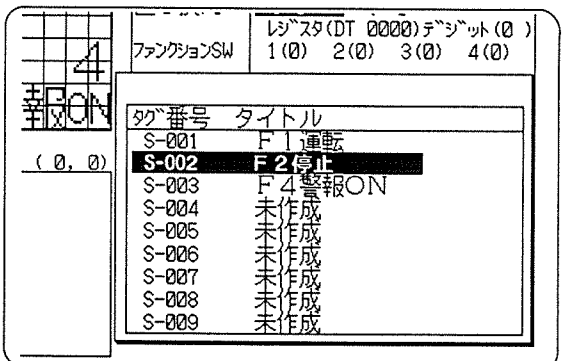 レジスタ(DT 0000)デジット(0 )
ファンクションSW 1(0) 2(0) 3(0) 4(0)
4
報ON
(0, 0)
タグ番号 タイトル
S-001 F1運転
S-002 F2停止
S-003 F4警報ON
S-004 未作成
S-005 未作成
S-006 未作成
S-007 未作成
S-008 未作成
S-009 未作成